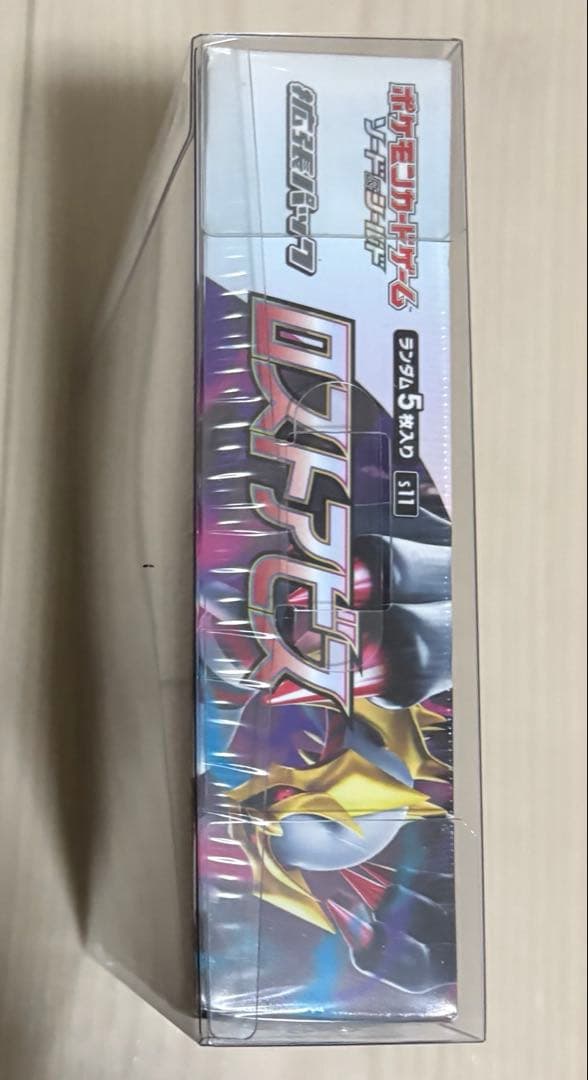 ポケモンカードゲーム
ソード&シールド
拡張パック
ランダム5枚入り S11
ロストアビス